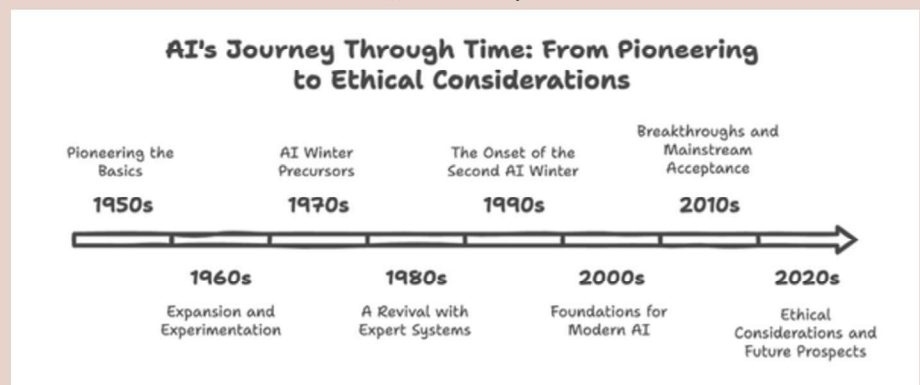 AI's Journey Through Time: From Pioneering
to Ethical Considerations
Pioneering the
Basics
1950s
Expansion and
Experimentation
1960s
AI Winter
Precursors
1970s
A Revival with
Expert Systems
1980s
The Onset of the
Second AI Winter
1990s
Foundations for
Modern AI
2000s
Breakthroughs and
Mainstream
Acceptance
2010s
Ethical
Considerations and
Future Prospects
2020s